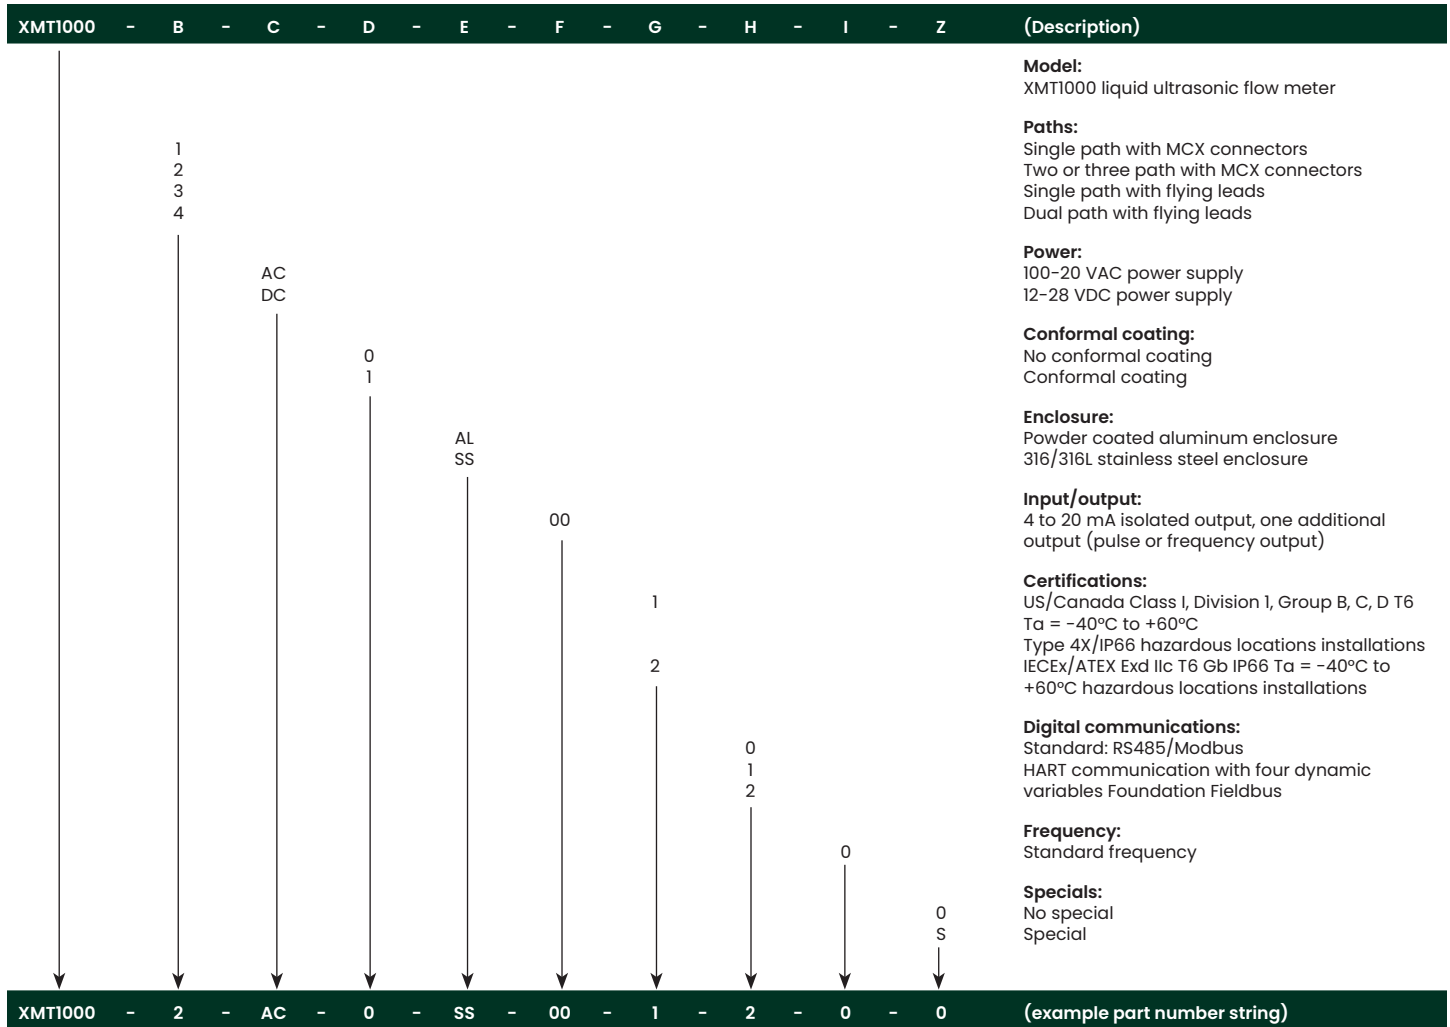 XMT1000 - B - C - D - E - F - G - H - I - Z (Description)
Model:
XMT1000 liquid ultrasonic flow meter
Paths:
1 Single path with MCX connectors
2 Two or three path with MCX connectors
3 Single path with flying leads
4 Dual path with flying leads
Power:
AC 100-20 VAC power supply
DC 12-28 VDC power supply
Conformal coating:
0 No conformal coating
1 Conformal coating
Enclosure:
AL Powder coated aluminum enclosure
SS 316/316L stainless steel enclosure
Input/output:
00 4 to 20 mA isolated output, one additional
output (pulse or frequency output)
Certifications:
1 US/Canada Class I, Division 1, Group B, C, D T6
Ta = -40°C to +60°C
Type 4X/IP66 hazardous locations installations
2 IECEx/ATEX Exd IIc T6 Gb IP66 Ta = -40°C to
+60°C hazardous locations installations
Digital communications:
0 Standard: RS485/Modbus
1 HART communication with four dynamic
2 variables Foundation Fieldbus
Frequency:
0 Standard frequency
Specials:
0 No special
S Special
XMT1000 - 2 - AC - 0 - SS - 00 - 1 - 2 - 0 - 0 (example part number string)